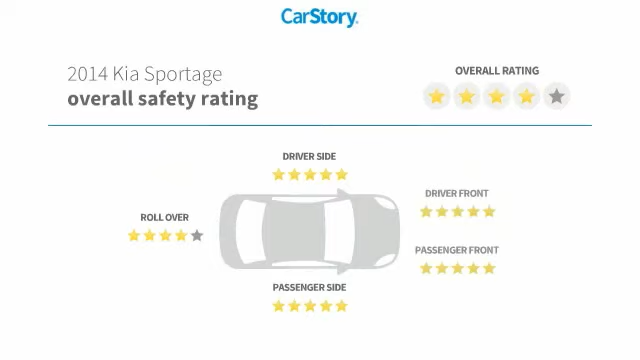 CarStory.
2014 Kia Sportage
overall safety rating
OVERALL RATING
DRIVER SIDE
DRIVER FRONT
ROLL OVER
PASSENGER FRONT
PASSENGER SIDE